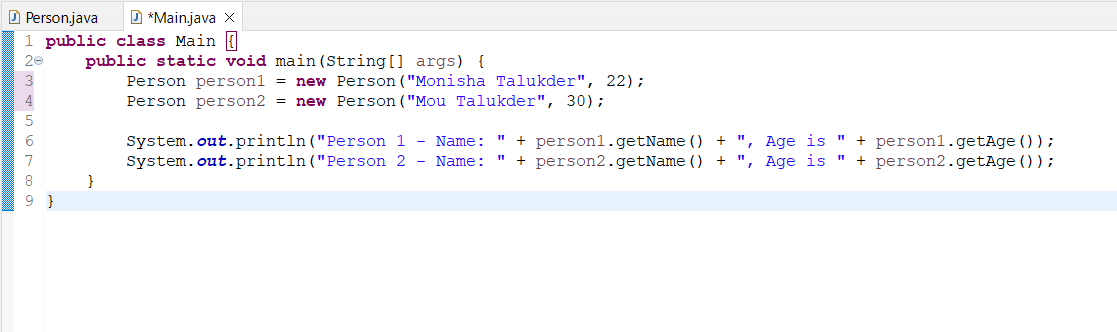 Person.java *Main.java
1 public class Main {
2 public static void main(String[] args) {
3 Person person1 = new Person("Monisha Talukder", 22);
4 Person person2 = new Person("Mou Talukder", 30);
5
6 System.out.println("Person 1 - Name: " + person1.getName() + ", Age is " + person1.getAge());
7 System.out.println("Person 2 - Name: " + person2.getName() + ", Age is " + person2.getAge());
8 }
9 }